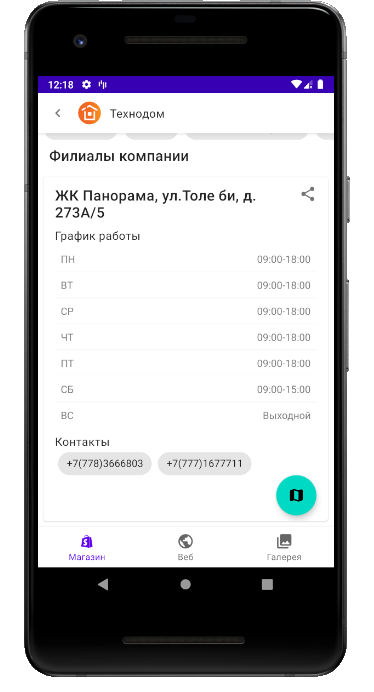 12:18
Технодом
Филиалы компании
ЖК Панорама, ул.Толе би, д.
273А/5
График работы
ПН 09:00-18:00
ВТ 09:00-18:00
СР 09:00-18:00
ЧТ 09:00-18:00
ПТ 09:00-18:00
СБ 09:00-15:00
ВС Выходной
Контакты
+7(778)3666803 +7(777)1677711
Магазин Веб Галерея